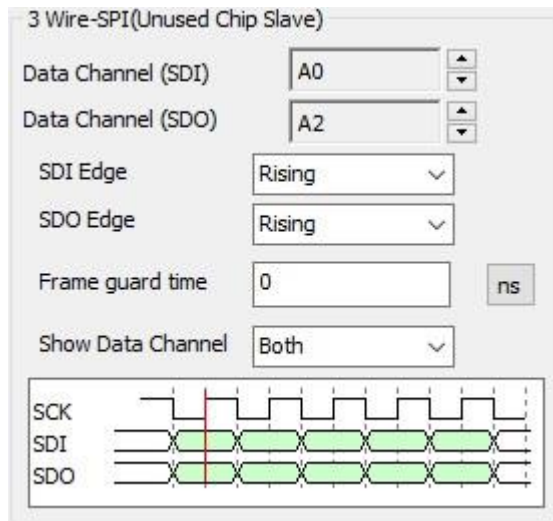 3 Wire-SPI(Unused Chip Slave)
Data Channel (SDI) A0
Data Channel (SDO) A2
SDI Edge Rising
SDO Edge Rising
Frame guard time 0 ns
Show Data Channel Both
SCK
SDI
SDO